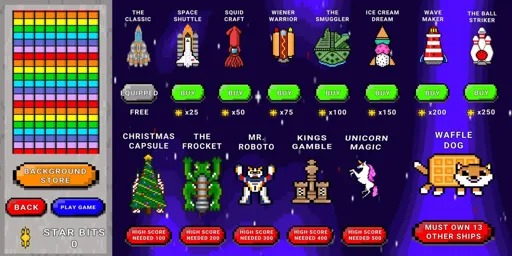 BACKGROUND
STORE
BACK
PLAY GAME
STAR BITS
0
THE
CLASSIC
SPACE
SHUTTLE
SQUID
CRAFT
WIENER
WARRIOR
THE
SMUGGLER
ICE CREAM
DREAM
WAVE
MAKER
THE BALL
STRIKER
EQUIPPED
BUY
BUY
BUY
BUY
BUY
BUY
BUY
FREE
x25
x50
x75
x100
x150
x200
x250
CHRISTMAS
CAPSULE
THE
FROCKET
MR.
ROBOTO
KINGS
GAMBLE
UNICORN
MAGIC
WAFFLE
DOG
HIGH SCORE
NEEDED 100
HIGH SCORE
NEEDED 200
HIGH SCORE
NEEDED 300
HIGH SCORE
NEEDED 400
HIGH SCORE
NEEDED 500
MUST OWN 13
OTHER SHIPS